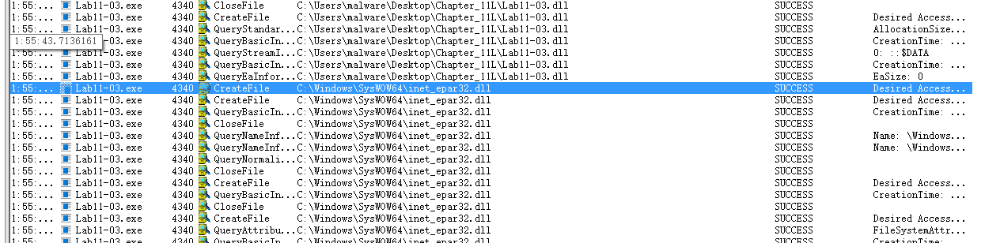 1:55:... Lab11-03.exe 4340 CloseFile C:\Users\malware\Desktop\Chapter_11L\Lab11-03.dll SUCCESS
1:55:... Lab11-03.exe 4340 CreateFile C:\Users\malware\Desktop\Chapter_11L\Lab11-03.dll SUCCESS Desired Access...
1:55:... Lab11-03.exe 4340 QueryStandar... C:\Users\malware\Desktop\Chapter_11L\Lab11-03.dll SUCCESS AllocationSize...
1:55:43.7136161 Lab11-03.exe 4340 QueryBasicIn... C:\Users\malware\Desktop\Chapter_11L\Lab11-03.dll SUCCESS CreationTime: ...
1:55:... Lab11-03.exe 4340 QueryStreamI... C:\Users\malware\Desktop\Chapter_11L\Lab11-03.dll SUCCESS 0: ::$DATA
1:55:... Lab11-03.exe 4340 QueryBasicIn... C:\Users\malware\Desktop\Chapter_11L\Lab11-03.dll SUCCESS CreationTime: ...
1:55:... Lab11-03.exe 4340 QueryEaInfor... C:\Users\malware\Desktop\Chapter_11L\Lab11-03.dll SUCCESS EaSize: 0
1:55:... Lab11-03.exe 4340 CreateFile C:\Windows\SysWOW64\inet_epar32.dll SUCCESS Desired Access...
1:55:... Lab11-03.exe 4340 CreateFile C:\Windows\SysWOW64\inet_epar32.dll SUCCESS Desired Access...
1:55:... Lab11-03.exe 4340 QueryBasicIn... C:\Windows\SysWOW64\inet_epar32.dll SUCCESS CreationTime: ...
1:55:... Lab11-03.exe 4340 CloseFile C:\Windows\SysWOW64\inet_epar32.dll SUCCESS
1:55:... Lab11-03.exe 4340 QueryNameInf... C:\Windows\SysWOW64\inet_epar32.dll SUCCESS Name: \Windows...
1:55:... Lab11-03.exe 4340 QueryNameInf... C:\Windows\SysWOW64\inet_epar32.dll SUCCESS Name: \Windows...
1:55:... Lab11-03.exe 4340 QueryNormali... C:\Windows\SysWOW64\inet_epar32.dll SUCCESS
1:55:... Lab11-03.exe 4340 CloseFile C:\Windows\SysWOW64\inet_epar32.dll SUCCESS
1:55:... Lab11-03.exe 4340 CreateFile C:\Windows\SysWOW64\inet_epar32.dll SUCCESS Desired Access...
1:55:... Lab11-03.exe 4340 QueryBasicIn... C:\Windows\SysWOW64\inet_epar32.dll SUCCESS CreationTime: ...
1:55:... Lab11-03.exe 4340 CloseFile C:\Windows\SysWOW64\inet_epar32.dll SUCCESS
1:55:... Lab11-03.exe 4340 CreateFile C:\Windows\SysWOW64\inet_epar32.dll SUCCESS Desired Access...
1:55:... Lab11-03.exe 4340 QueryAttribu... C:\Windows\SysWOW64\inet_epar32.dll SUCCESS FileSystemAttr...
1:55:... Lab11-03.exe 4340 QueryBasicIn... C:\Windows\SysWOW64\inet_epar32.dll SUCCESS CreationTime: ...